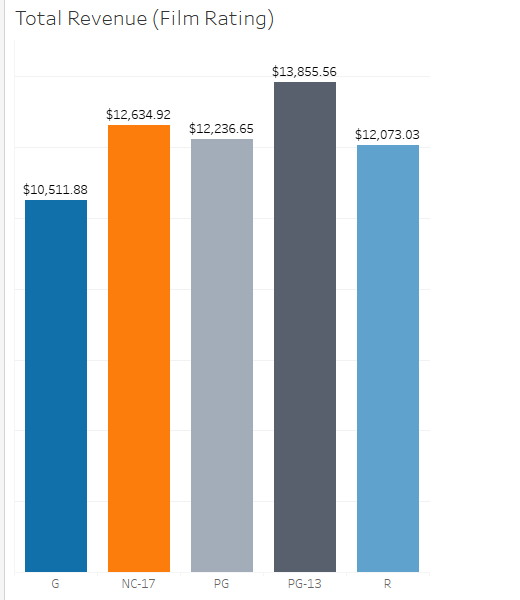 Total Revenue (Film Rating)
$13,855.56
$12,634.92
$12,236.65
$12,073.03
$10,511.88
G NC-17 PG PG-13 R